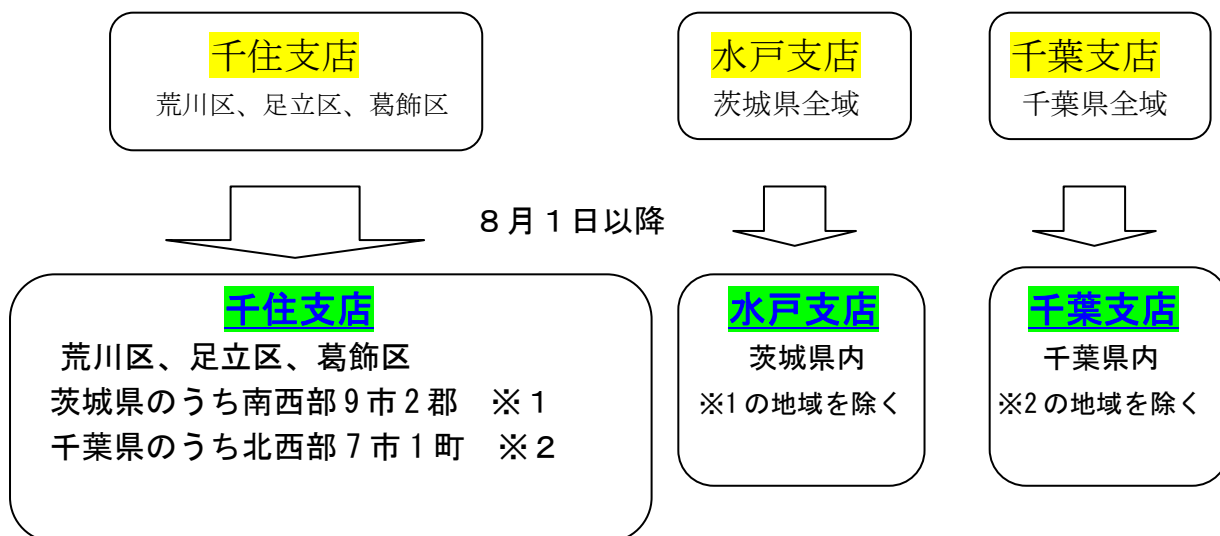 千住支店
荒川区、足立区、葛飾区
水戸支店
茨城県全域
千葉支店
千葉県全域
８月１日以降
千住支店
荒川区、足立区、葛飾区
茨城県のうち南西部9市2郡　※１
千葉県のうち北西部7市1町　※２
水戸支店
茨城県内
※1の地域を除く
千葉支店
千葉県内
※2の地域を除く